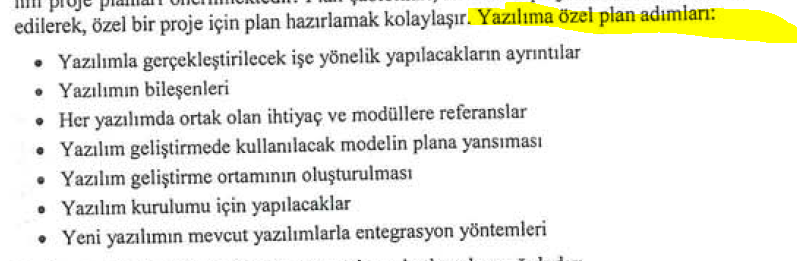 edilerek, özel bir proje için plan hazırlamak kolaylaşır. Yazılıma özel plan adımları:
• Yazılımla gerçekleştirilecek işe yönelik yapılacakların ayrıntılar
• Yazılımın bileşenleri
• Her yazılımda ortak olan ihtiyaç ve modüllere referanslar
• Yazılım geliştirmede kullanılacak modelin plana yansıması
• Yazılım geliştirme ortamının oluşturulması
• Yazılım kurulumu için yapılacaklar
• Yeni yazılımın mevcut yazılımlarla entegrasyon yöntemleri